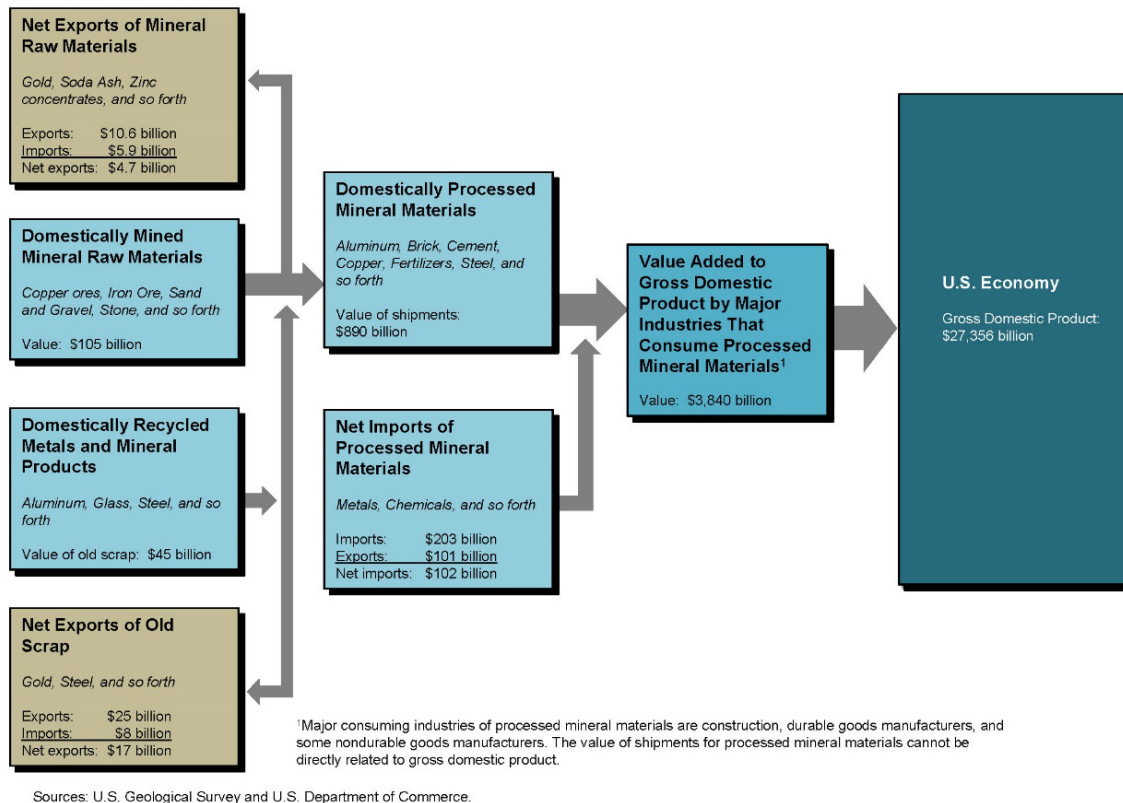 Net Exports of Mineral
Raw Materials
Gold, Soda Ash, Zinc
concentrates, and so forth
Exports: $10.6 billion
Imports: $5.9 billion
Net exports: $4.7 billion
Domestically Mined
Mineral Raw Materials
Copper ores, Iron Ore, Sand
and Gravel, Stone, and so forth
Value: $105 billion
Domestically Recycled
Metals and Mineral
Products
Aluminum, Glass, Steel, and so
forth
Value of old scrap: $45 billion
Net Exports of Old
Scrap
Gold, Steel, and so forth
Exports: $25 billion
Imports: $8 billion
Net exports: $17 billion
Domestically Processed
Mineral Materials
Aluminum, Brick, Cement,
Copper, Fertilizers, Steel, and
so forth
Value of shipments:
$890 billion
Net Imports of
Processed Mineral
Materials
Metals, Chemicals, and so forth
Imports: $203 billion
Exports: $101 billion
Net imports: $102 billion
Value Added to
Gross Domestic
Product by Major
Industries That
Consume Processed
Mineral Materials¹
Value: $3,840 billion
U.S. Economy
Gross Domestic Product:
$27,356 billion
¹Major consuming industries of processed mineral materials are construction, durable goods manufacturers, and
some nondurable goods manufacturers. The value of shipments for processed mineral materials cannot be
directly related to gross domestic product.
Sources: U.S. Geological Survey and U.S. Department of Commerce.